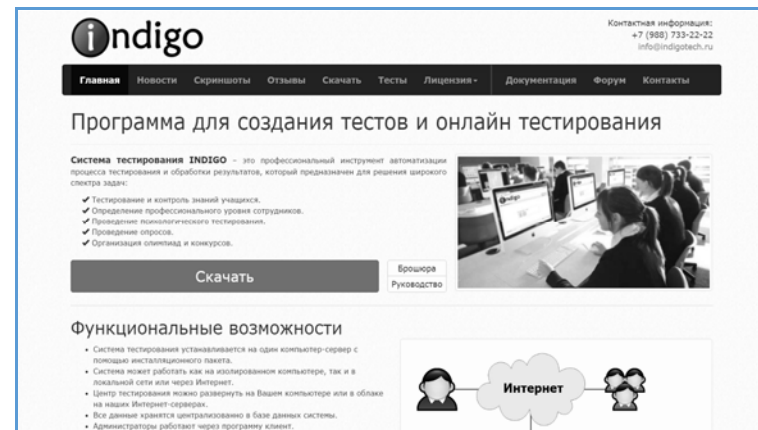 indigo
Контактная информация:
+7 (988) 733-22-22
info@indigotech.ru
Главная Новости Скриншоты Отзывы Скачать Тесты Лицензия Документация Форум Контакты
Программа для создания тестов и онлайн тестирования
Система тестирования INDIGO – это профессиональный инструмент автоматизации
процесса тестирования и обработки результатов, который предназначен для решения широкого
спектра задач:
Тестирование и контроль знаний учащихся.
Определение профессионального уровня сотрудников.
Проведение психологического тестирования.
Проведение опросов.
Организация олимпиад и конкурсов.
Скачать
Брошюра
Руководство
indigo
Функциональные возможности
• Система тестирования устанавливается на один компьютер-сервер с
помощью инсталляционного пакета.
• Система может работать как на изолированном компьютере, так и в
локальной сети или через Интернет.
• Центр тестирования можно развернуть на Вашем компьютере или в облаке
на наших Интернет-серверах.
• Все данные хранятся централизованно в базе данных системы.
• Администраторы работают через программу клиент.
Интернет